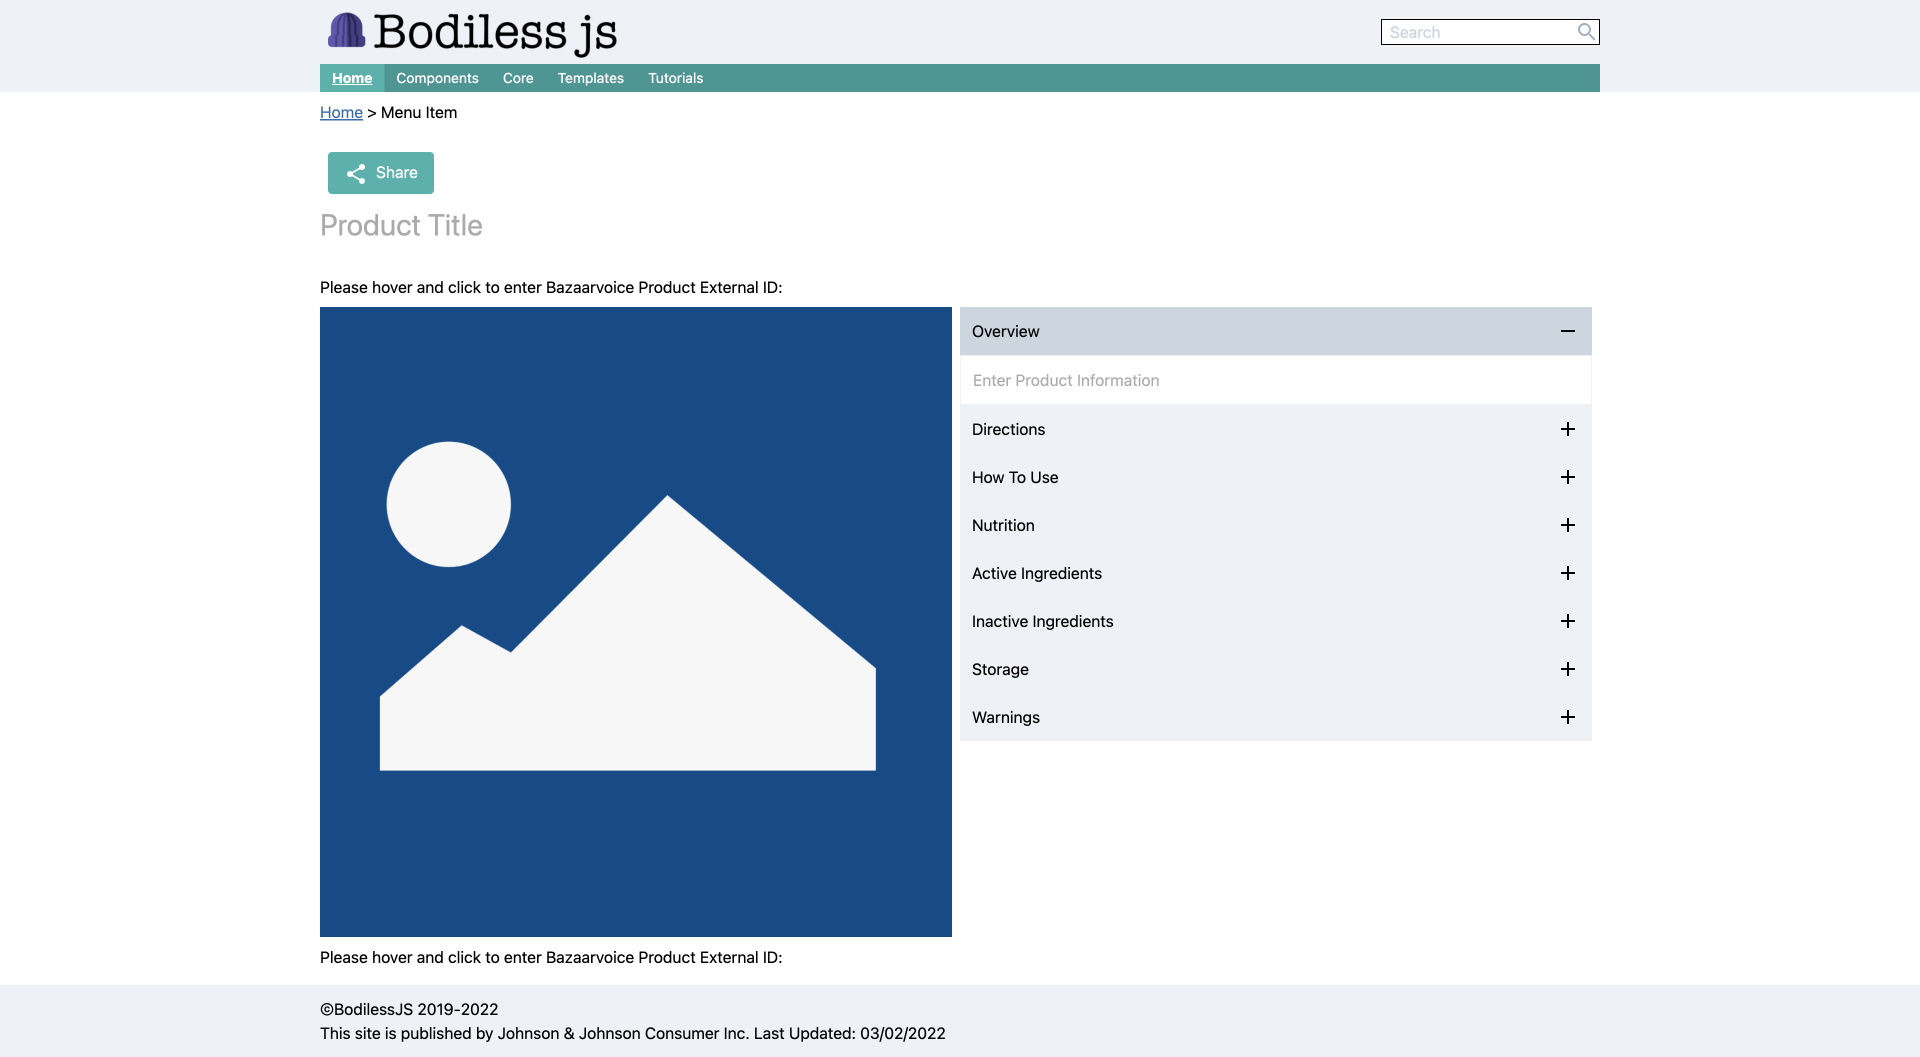 Bodiless js
Search
Home Components Core Templates Tutorials
Home > Menu Item
Share
Product Title
Please hover and click to enter Bazaarvoice Product External ID:
Overview
Enter Product Information
Directions
How To Use
Nutrition
Active Ingredients
Inactive Ingredients
Storage
Warnings
Please hover and click to enter Bazaarvoice Product External ID:
©BodilessJS 2019-2022
This site is published by Johnson & Johnson Consumer Inc. Last Updated: 03/02/2022